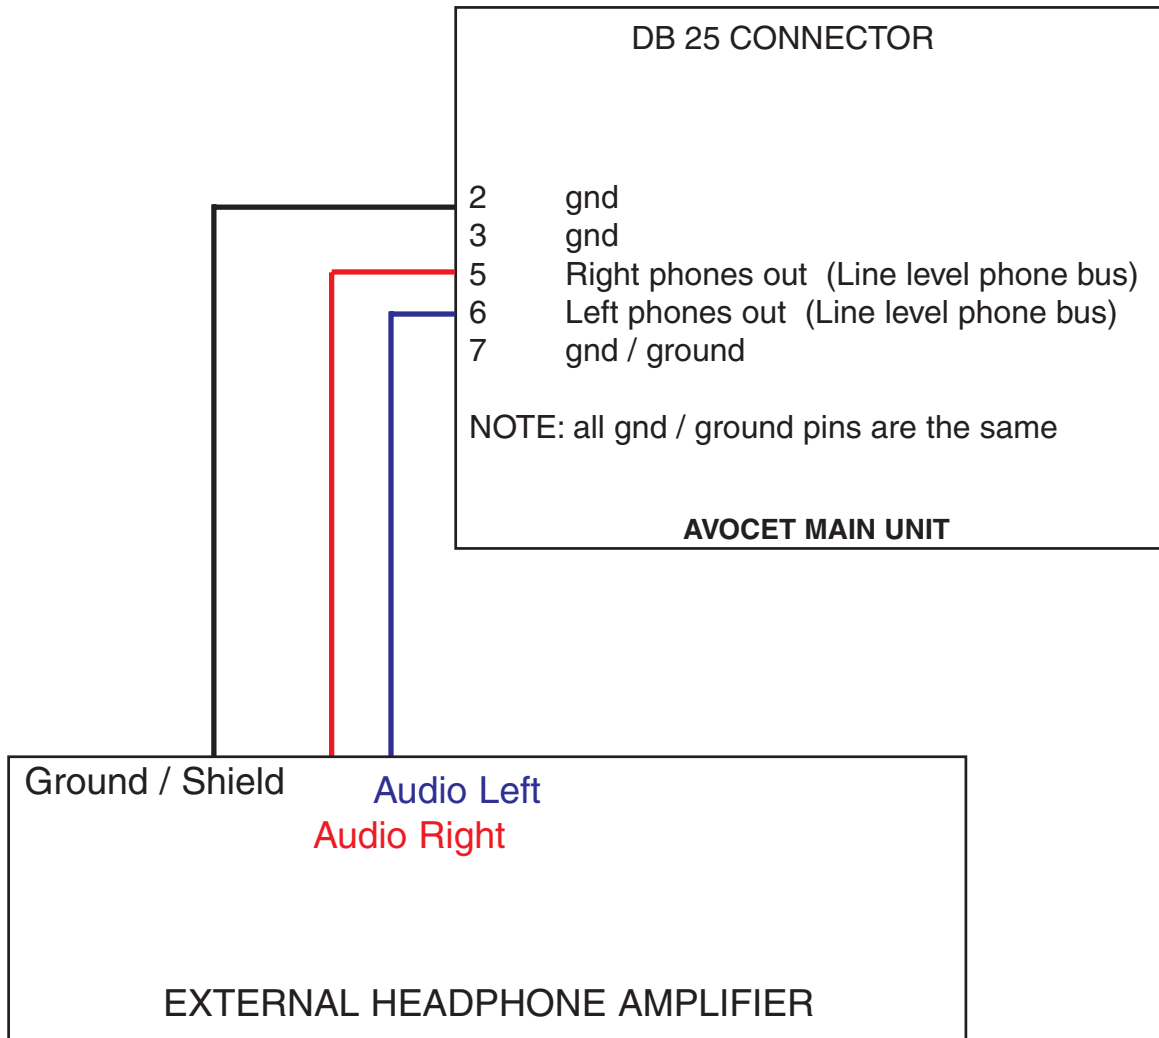 DB 25 CONNECTOR
2 gnd
3 gnd
5 Right phones out (Line level phone bus)
6 Left phones out (Line level phone bus)
7 gnd / ground
NOTE: all gnd / ground pins are the same
AVOCET MAIN UNIT
Ground / Shield
Audio Left
Audio Right
EXTERNAL HEADPHONE AMPLIFIER